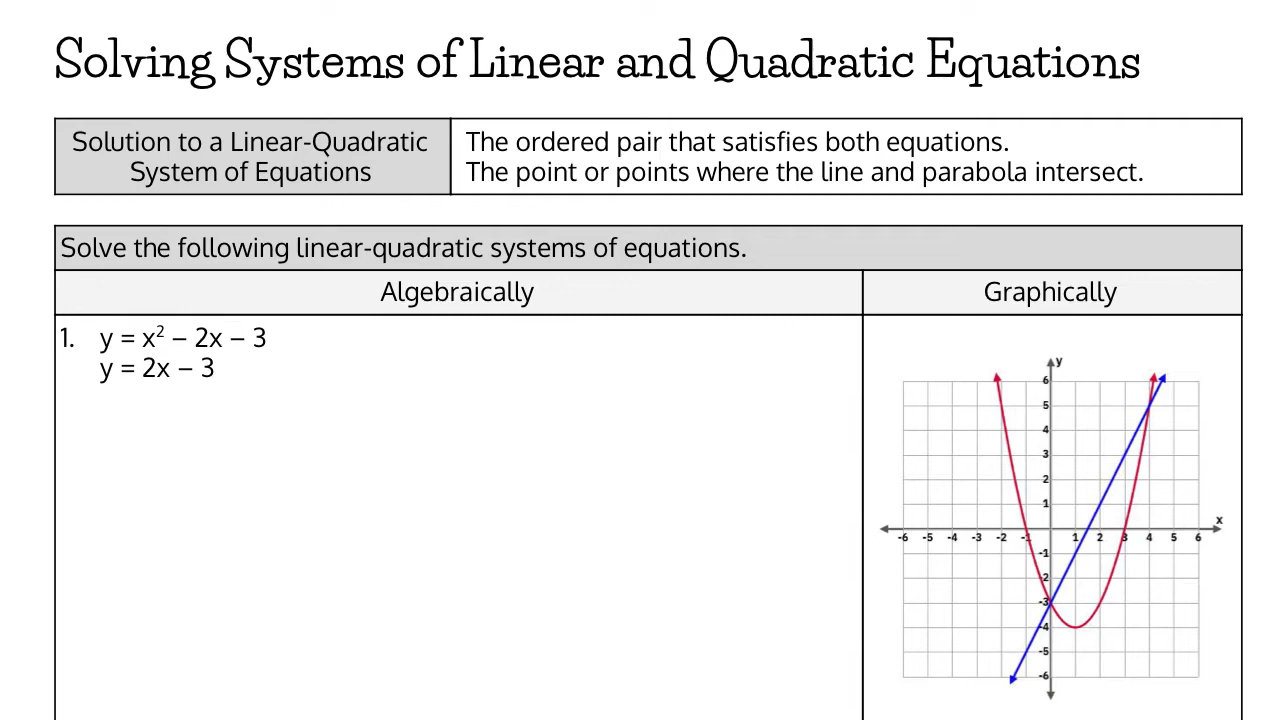 Solving Systems of Linear and Quadratic Equations
Solution to a Linear-Quadratic
System of Equations
The ordered pair that satisfies both equations.
The point or points where the line and parabola intersect.
Solve the following linear-quadratic systems of equations.
Algebraically
Graphically
1. y = x² – 2x – 3
y = 2x – 3
y
6
5
4
3
2
1
x
-6 -5 -4 -3 -2 -1 1 2 3 4 5 6
-1
-2
-3
-4
-5
-6